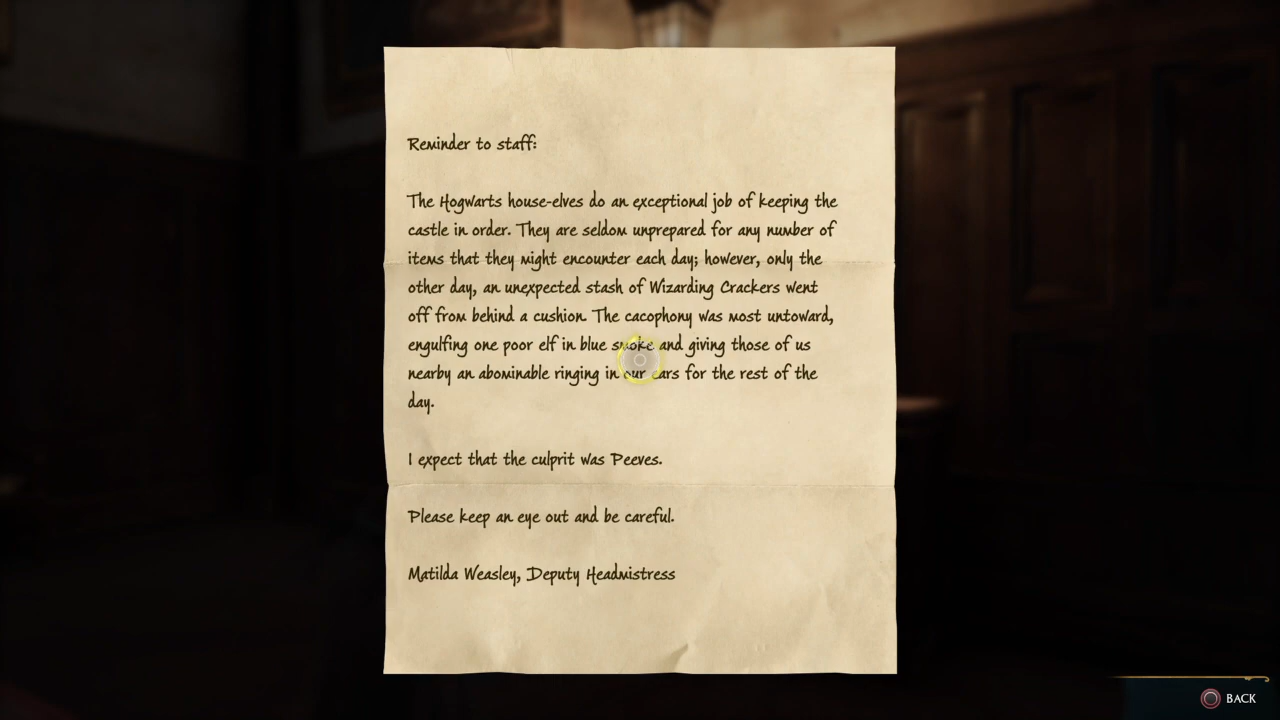 Reminder to staff:
The Hogwarts house-elves do an exceptional job of keeping the
castle in order. They are seldom unprepared for any number of
items that they might encounter each day; however, only the
other day, an unexpected stash of Wizarding Crackers went
off from behind a cushion. The cacophony was most untoward,
engulfing one poor elf in blue smoke and giving those of us
nearby an abominable ringing in our ears for the rest of the
day.
I expect that the culprit was Peeves.
Please keep an eye out and be careful.
Matilda Weasley, Deputy Headmistress
BACK